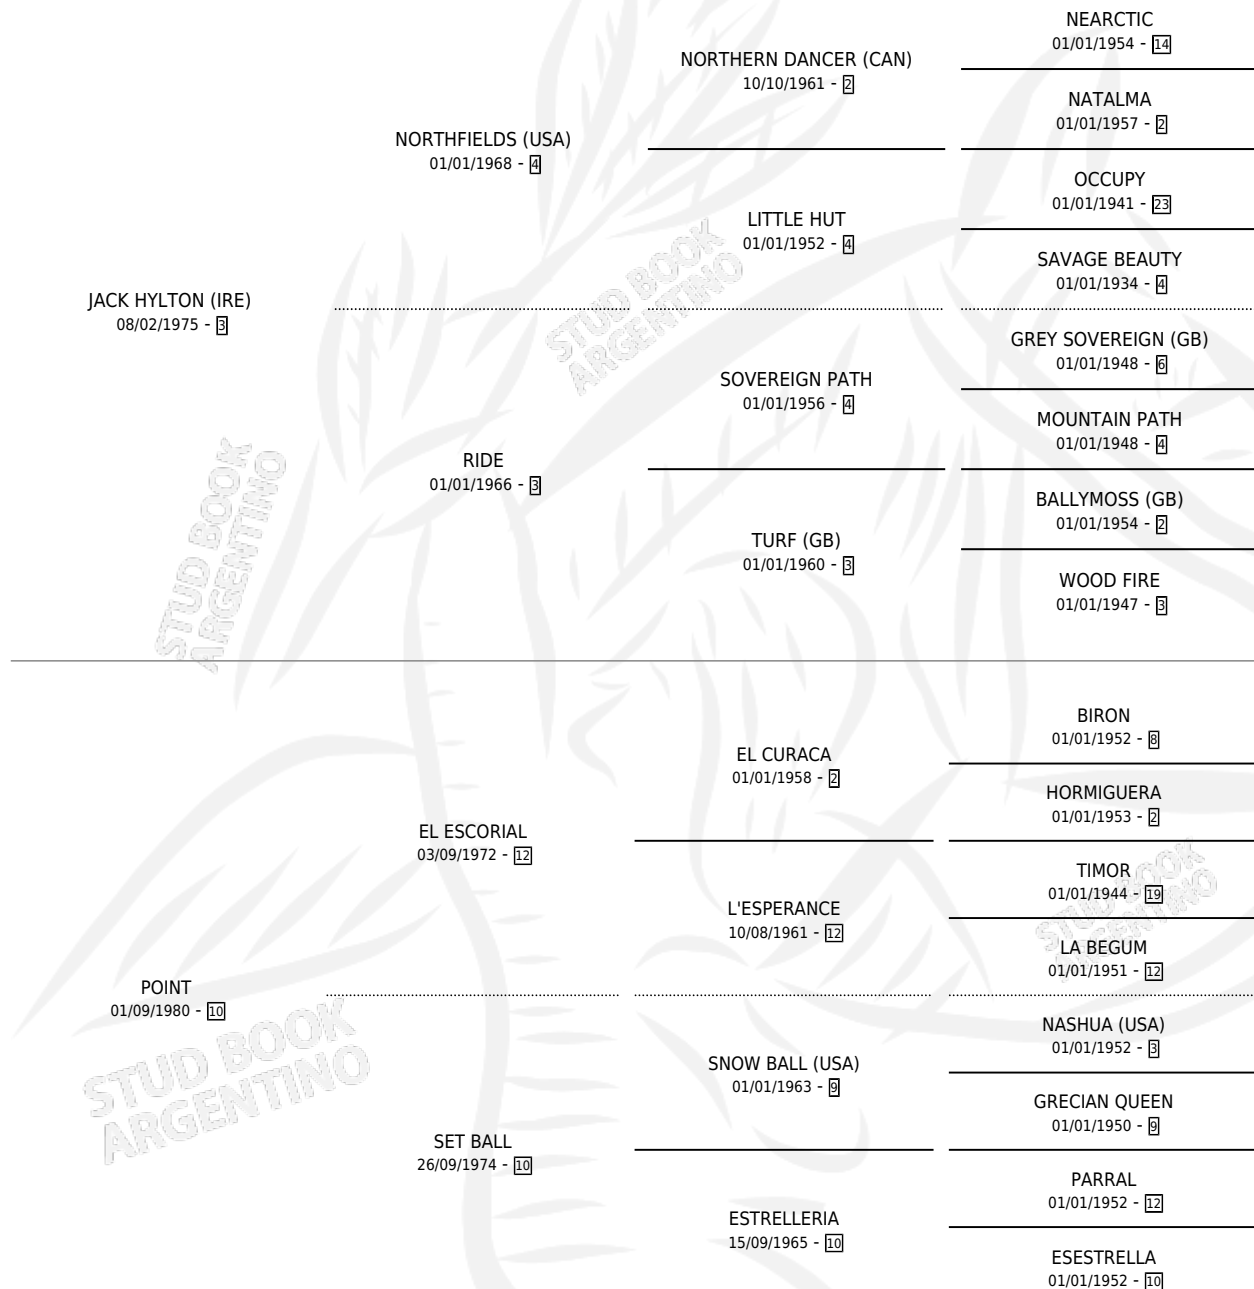 NEARCTIC
01/01/1954 - 14
NORTHERN DANCER (CAN)
10/10/1961 - 2
NATALMA
01/01/1957 - 2
NORTHFIELDS (USA)
01/01/1968 - 4
OCCUPY
01/01/1941 - 23
LITTLE HUT
01/01/1952 - 4
SAVAGE BEAUTY
01/01/1934 - 4
JACK HYLTON (IRE)
08/02/1975 - 3
GREY SOVEREIGN (GB)
01/01/1948 - 6
SOVEREIGN PATH
01/01/1956 - 4
MOUNTAIN PATH
01/01/1948 - 4
RIDE
01/01/1966 - 3
BALLYMOSS (GB)
01/01/1954 - 2
TURF (GB)
01/01/1960 - 3
WOOD FIRE
01/01/1947 - 3
BIRON
01/01/1952 - 8
EL CURACA
01/01/1958 - 2
HORMIGUERA
01/01/1953 - 2
EL ESCORIAL
03/09/1972 - 12
TIMOR
01/01/1944 - 19
L'ESPERANCE
10/08/1961 - 12
LA BEGUM
01/01/1951 - 12
POINT
01/09/1980 - 10
NASHUA (USA)
01/01/1952 - 3
SNOW BALL (USA)
01/01/1963 - 9
GRECIAN QUEEN
01/01/1950 - 9
SET BALL
26/09/1974 - 10
PARRAL
01/01/1952 - 12
ESTRELLERIA
15/09/1965 - 10
ESESTRELLA
01/01/1952 - 10
STUD BOOK
ARGENTINO
STUD BOOK
ARGENTINO
STUD BOOK
ARGENTINO
STUD BOOK
ARGENTINO